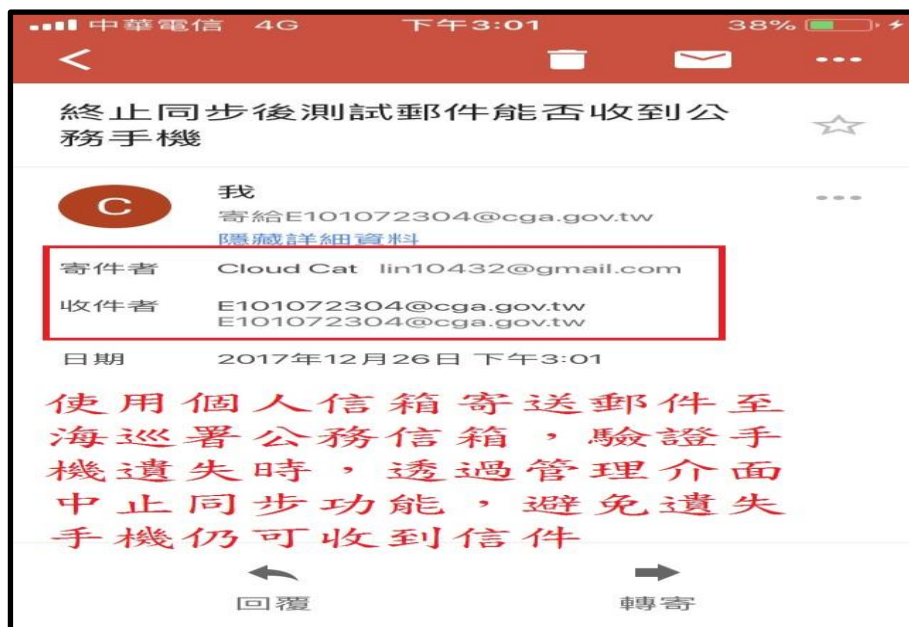 中華電信 4G 下午3:01 38%
終止同步後測試郵件能否收到公
務手機
C
我
寄給E101072304@cga.gov.tw
隱藏詳細資料
寄件者 Cloud Cat lin10432@gmail.com
收件者 E101072304@cga.gov.tw
E101072304@cga.gov.tw
日期 2017年12月26日 下午3:01
使用個人信箱寄送郵件至
海巡署公務信箱，驗證手
機遺失時，透過管理介面
中止同步功能，避免遺失
手機仍可收到信件
回覆 轉寄